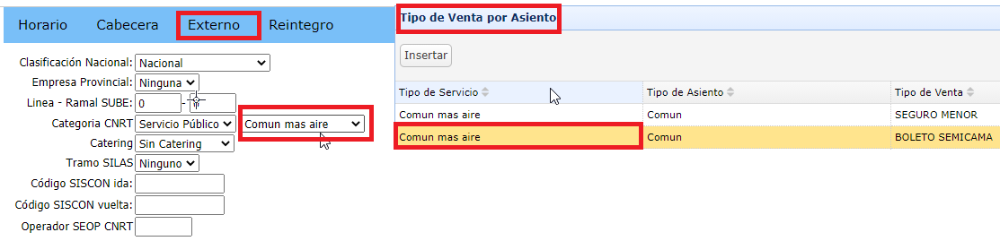 Horario Cabecera Externo Reintegro
Clasificación Nacional: Nacional
Empresa Provincial: Ninguna
Linea - Ramal SUBE: 0 -
Categoria CNRT Servicio Público Comun mas aire
Catering Sin Catering
Tramo SILAS Ninguno
Código SISCON ida:
Código SISCON vuelta:
Operador SEOP CNRT
Tipo de Venta por Asiento
Insertar
Tipo de Servicio Tipo de Asiento Tipo de Venta
Comun mas aire Comun SEGURO MENOR
Comun mas aire Comun BOLETO SEMICAMA